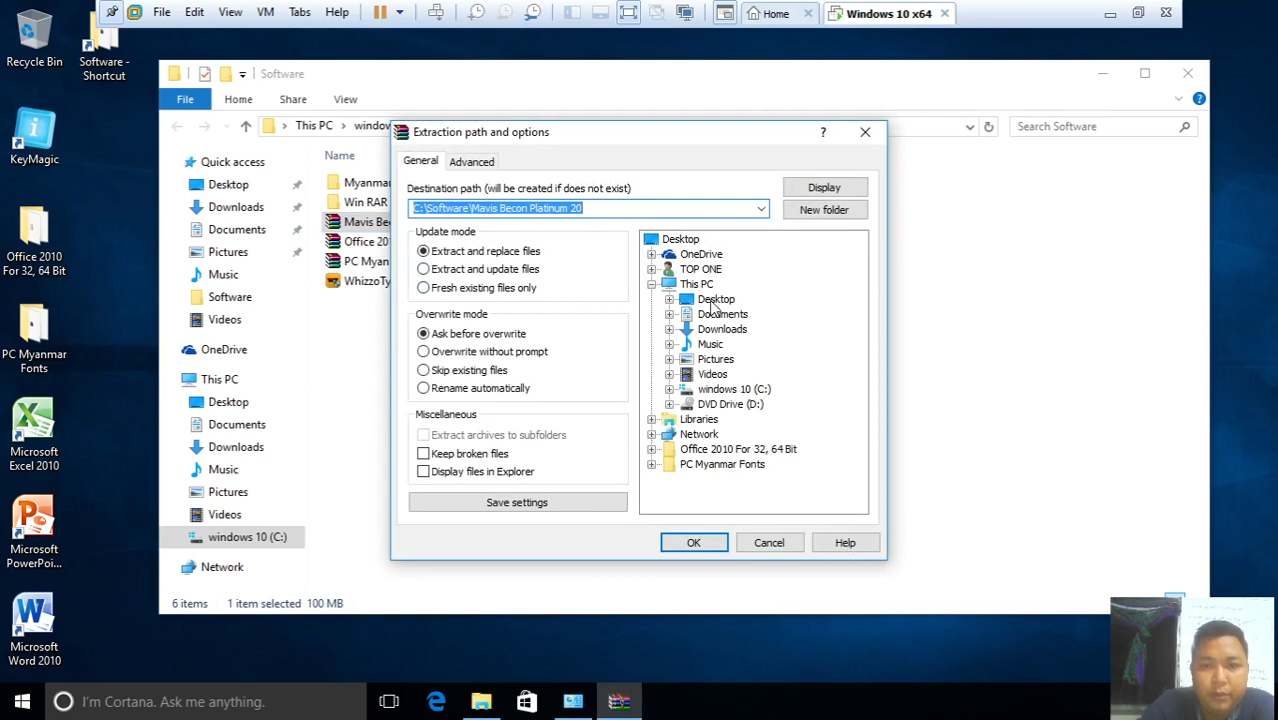 File Edit View VM Tabs Help
Home
Windows 10 x64
Recycle Bin
Software - Shortcut
KeyMagic
Office 2010 For 32, 64 Bit
PC Myanmar Fonts
Microsoft Excel 2010
Microsoft PowerPoi...
Microsoft Word 2010
Software
File Home Share View
This PC
Search Software
Quick access
Desktop
Downloads
Documents
Pictures
Music
Software
Videos
OneDrive
This PC
Desktop
Documents
Downloads
Music
Pictures
Videos
windows 10 (C:)
Network
Name
Myanmar
Win RAR
Mavis Be
Office 20
PC Myan
WhizzoTy
6 items 1 item selected 100 MB
Extraction path and options
?
General Advanced
Destination path (will be created if does not exist)
C:\Software\Mavis Becon Platinum 20
Display
New folder
Update mode
Extract and replace files
Extract and update files
Fresh existing files only
Overwrite mode
Ask before overwrite
Overwrite without prompt
Skip existing files
Rename automatically
Miscellaneous
Extract archives to subfolders
Keep broken files
Display files in Explorer
Save settings
Desktop
OneDrive
TOP ONE
This PC
Desktop
Documents
Downloads
Music
Pictures
Videos
windows 10 (C:)
DVD Drive (D:)
Libraries
Network
Office 2010 For 32, 64 Bit
PC Myanmar Fonts
OK Cancel Help
I'm Cortana. Ask me anything.